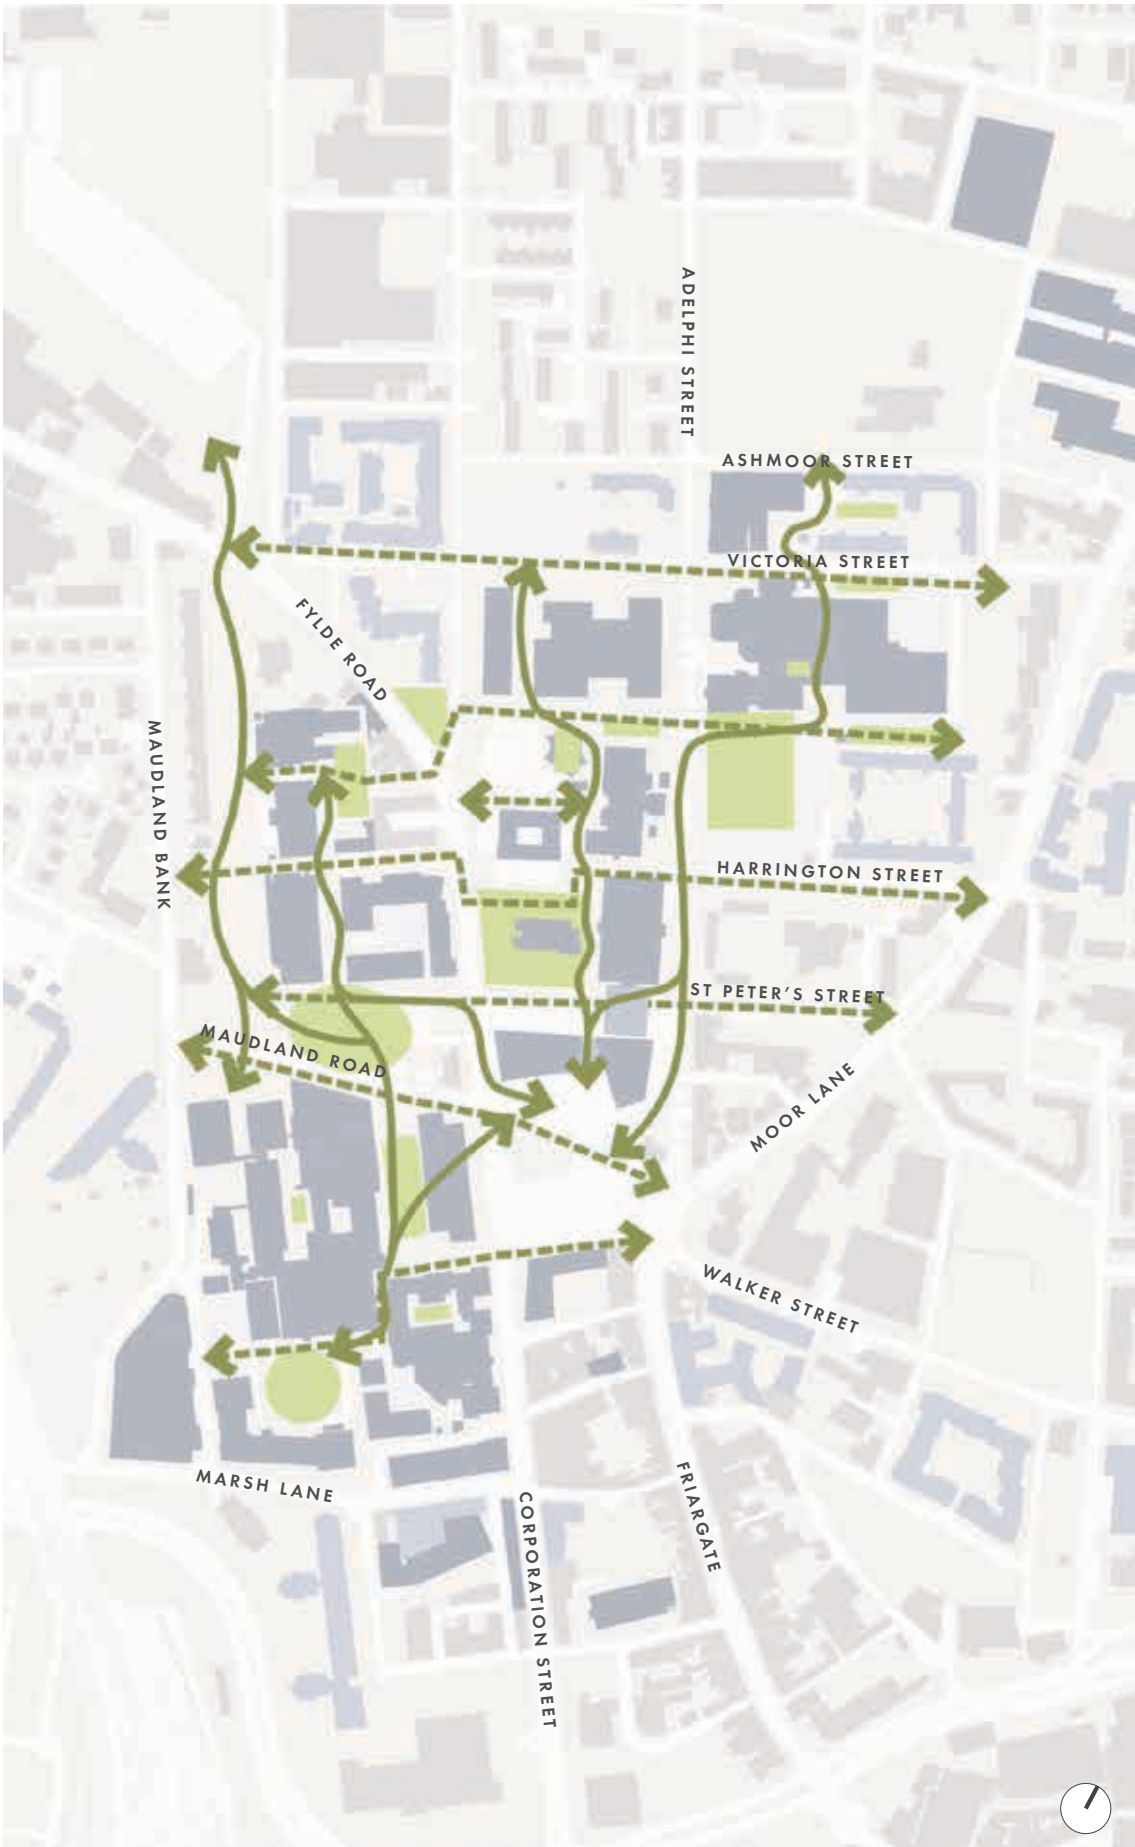 ADELPHI STREET
ASHMOOR STREET
VICTORIA STREET
FYLDE ROAD
MAUDLAND BANK
HARRINGTON STREET
ST PETER'S STREET
MAUDLAND ROAD
MOOR LANE
WALKER STREET
MARSH LANE
FRIARGATE
CORPORATION STREET